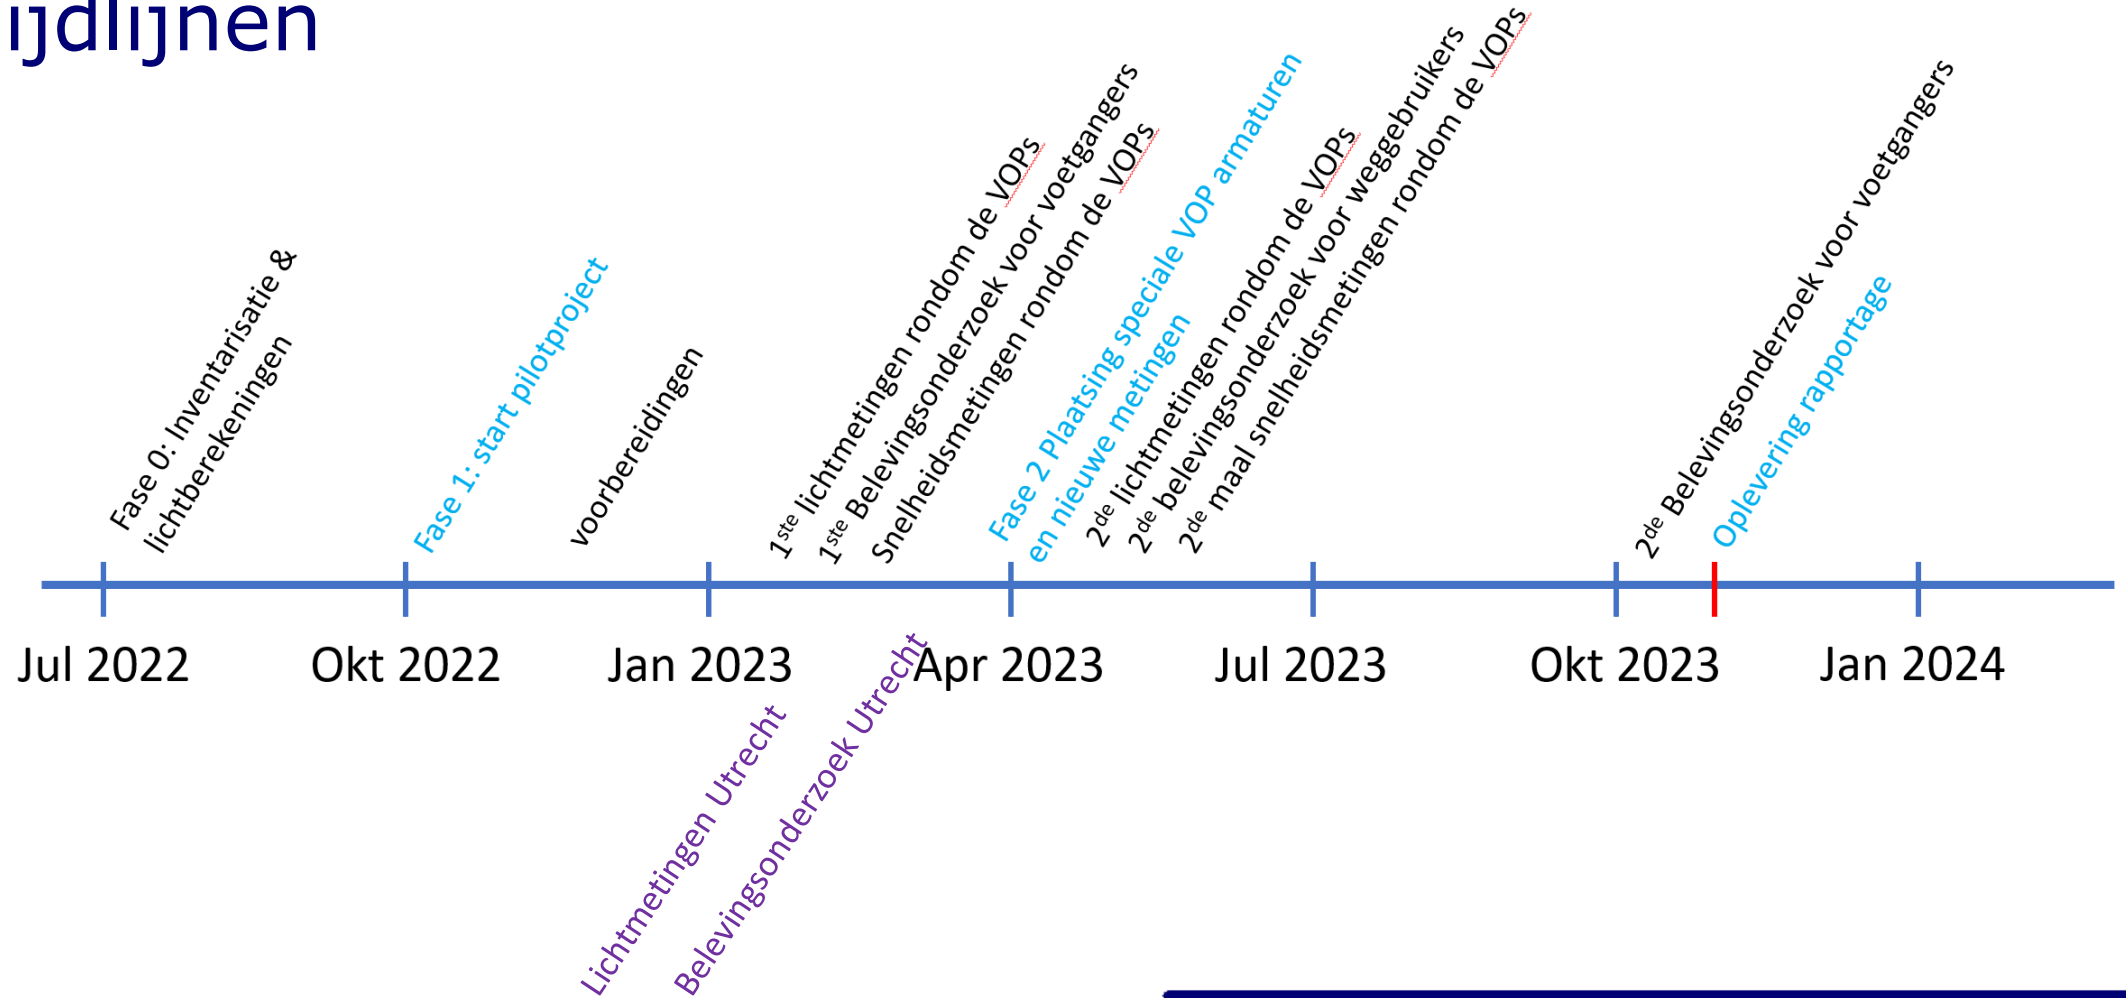 ijdlijnen
Fase 0: Inventarisatie &
lichtberekeningen
Fase 1: start pilotproject
voorbereidingen
1ste lichtmetingen rondom de VOPs
1ste Belevingsonderzoek voor voetgangers
Snelheidsmetingen rondom de VOPs
Fase 2 Plaatsing speciale VOP armaturen
en nieuwe metingen
2de lichtmetingen rondom de VOPs
2de belevingsonderzoek voor weggebruikers
2de maal snelheidsmetingen rondom de VOPs
2de Belevingsonderzoek voor voetgangers
Oplevering rapportage
Jul 2022
Okt 2022
Jan 2023
Apr 2023
Jul 2023
Okt 2023
Jan 2024
Lichtmetingen Utrecht
Belevingsonderzoek Utrecht